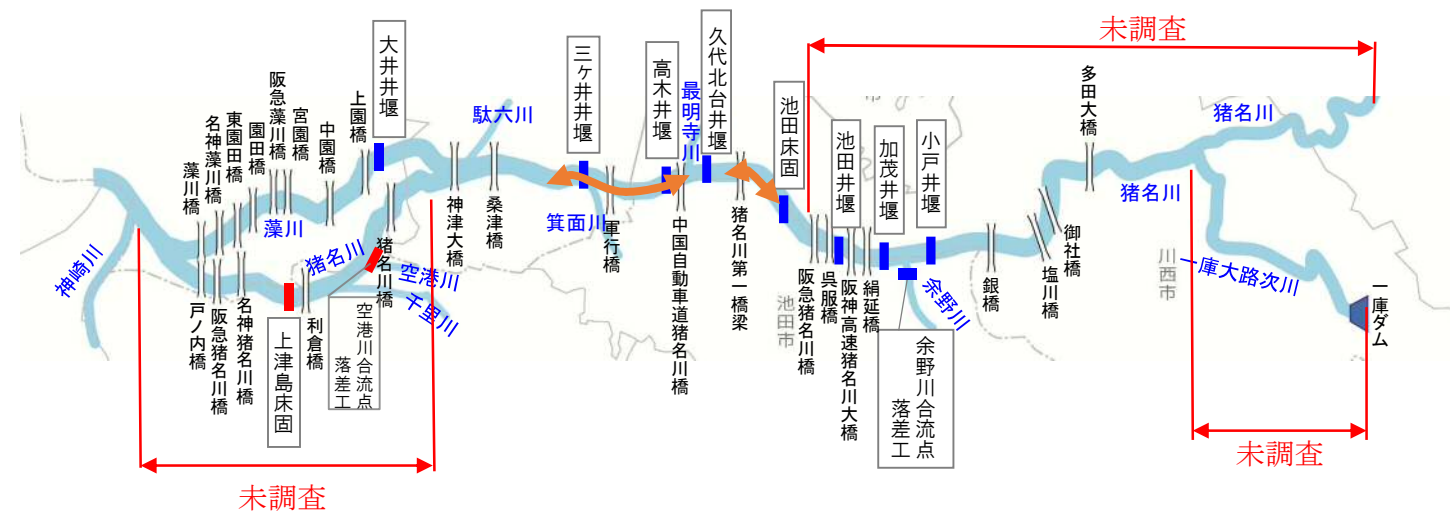 未調査
大井井堰
三ヶ井井堰
高木井堰
久代北台井堰
池田床固
池田井堰
加茂井堰
小戸井堰
最明寺川
駄六川
多田大橋
猪名川
猪名川
藻川橋
名神藻川橋
東園田橋
園田橋
阪急藻川橋
宮園橋
中園橋
上園橋
藻川
猪名川
神崎川
空港川
千里川
猪名川橋
神津大橋
桑津橋
箕面川
軍行橋
中国自動車道猪名川橋
猪名川第一橋梁
池田市
阪急猪名川橋
呉服橋
阪神高速猪名川大橋
絹延橋
余野川
銀橋
塩川橋
御社橋
川西市
一庫大路次川
一庫ダム
戸ノ内橋
阪急猪名川橋
名神猪名川橋
上津島床固
利倉橋
空港川合流点
落差工
余野川合流点
落差工
未調査
未調査